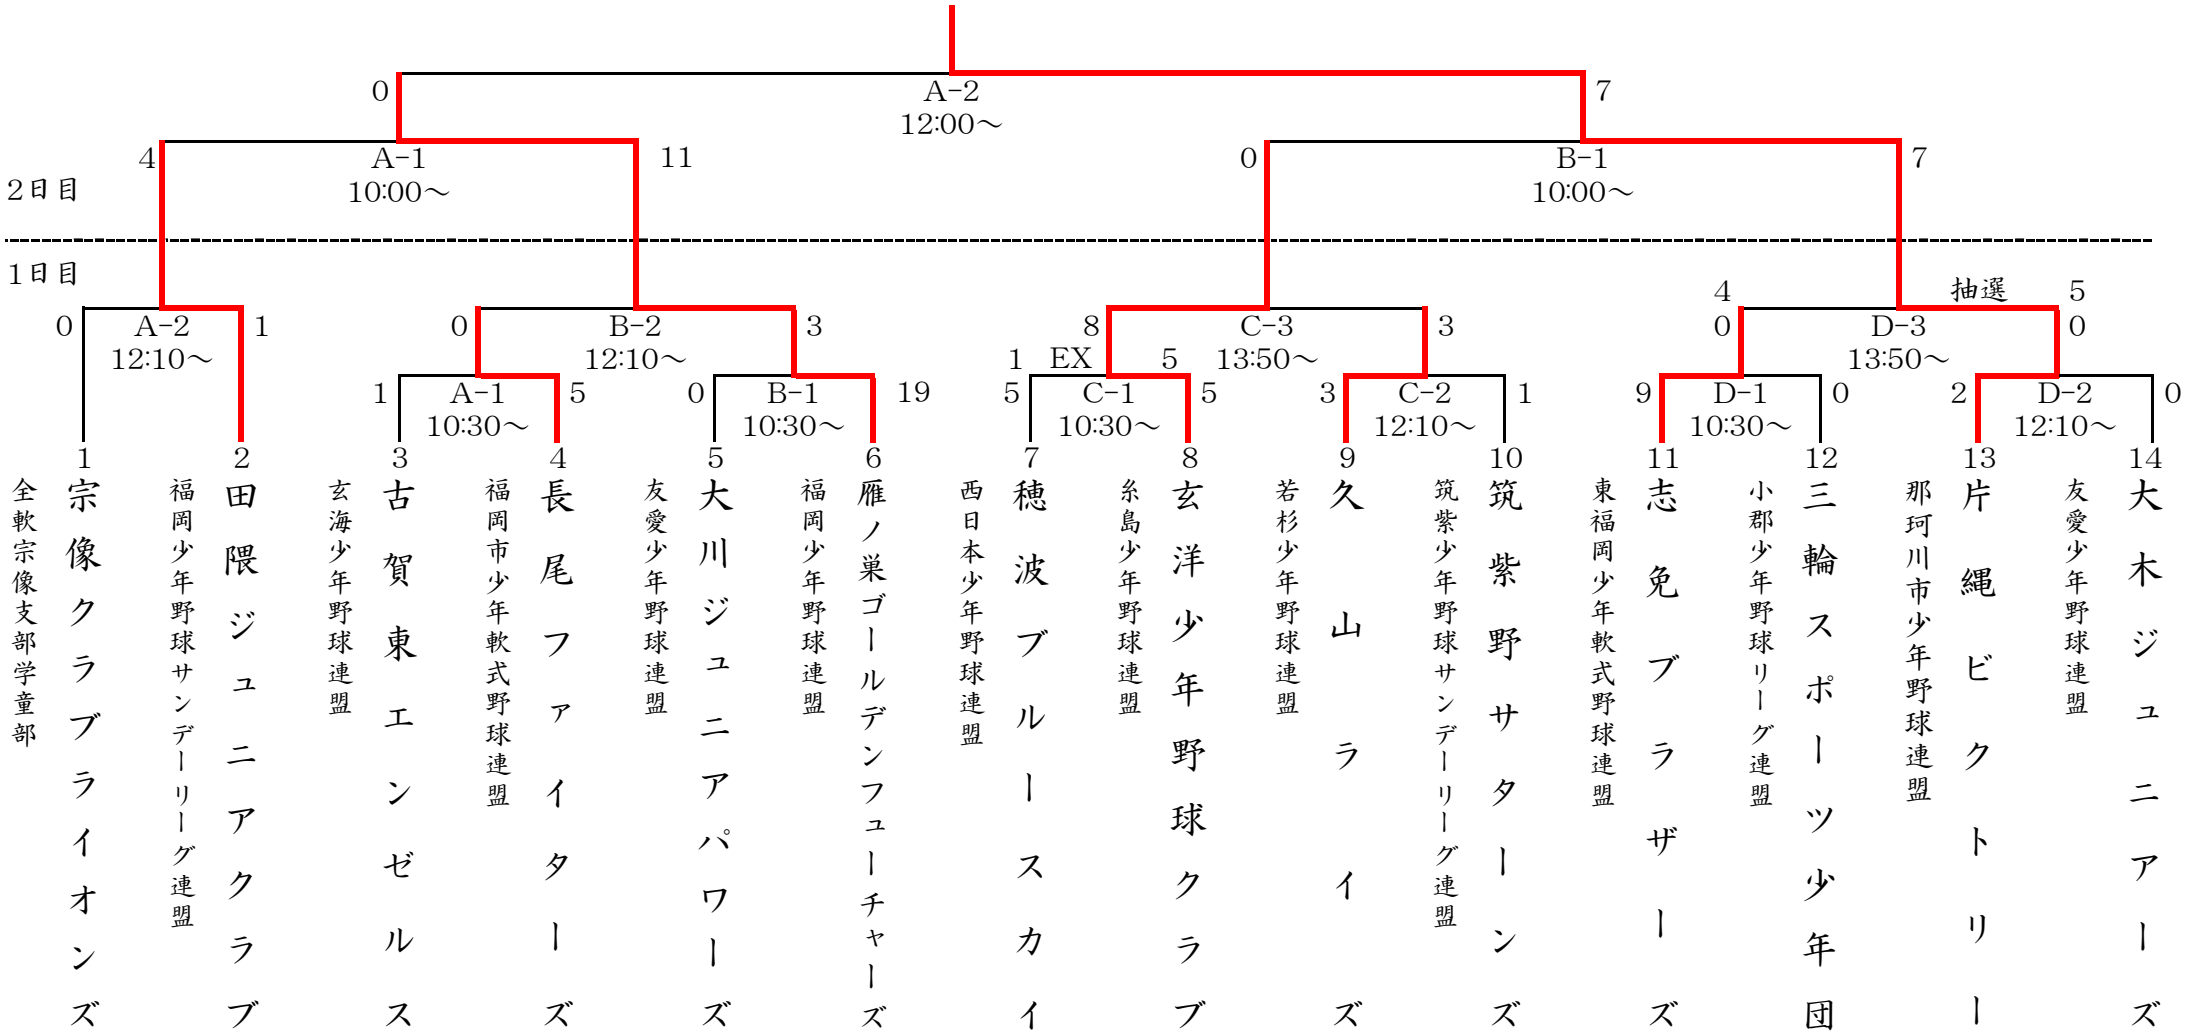 0
A-2
7
12:00～
4
A-1
11
0
B-1
7
10:00～
10:00～
2日目
1日目
4
抽選
5
0
A-2
1
0
B-2
3
8
C-3
3
0
D-3
0
12:10～
12:10～
1
EX
5
13:50～
13:50～
1
A-1
5
0
B-1
19
5
C-1
5
3
C-2
1
9
D-1
0
2
D-2
0
10:30～
10:30～
10:30～
12:10～
10:30～
12:10～
1
2
3
4
5
6
7
8
9
10
11
12
13
14
全軟宗像支部学童部
宗像クラブライオンズ
福岡少年野球サンデーリーグ連盟
田隈ジュニアクラブ
玄海少年野球連盟
古賀東エンゼルス
福岡市少年軟式野球連盟
長尾ファイターズ
友愛少年野球連盟
大川ジュニアパワーズ
福岡少年野球連盟
雁ノ巣ゴールデンフューチャーズ
西日本少年野球連盟
穂波ブルースカイ
糸島少年野球連盟
玄洋少年野球クラブ
若杉少年野球連盟
久山ライズ
筑紫少年野球サンデーリーグ連盟
筑紫野サターンズ
東福岡少年軟式野球連盟
志免ブラザーズ
小郡少年野球リーグ連盟
三輪スポーツ少年団
那珂川市少年野球連盟
片縄ビクトリー
友愛少年野球連盟
大木ジュニアーズ